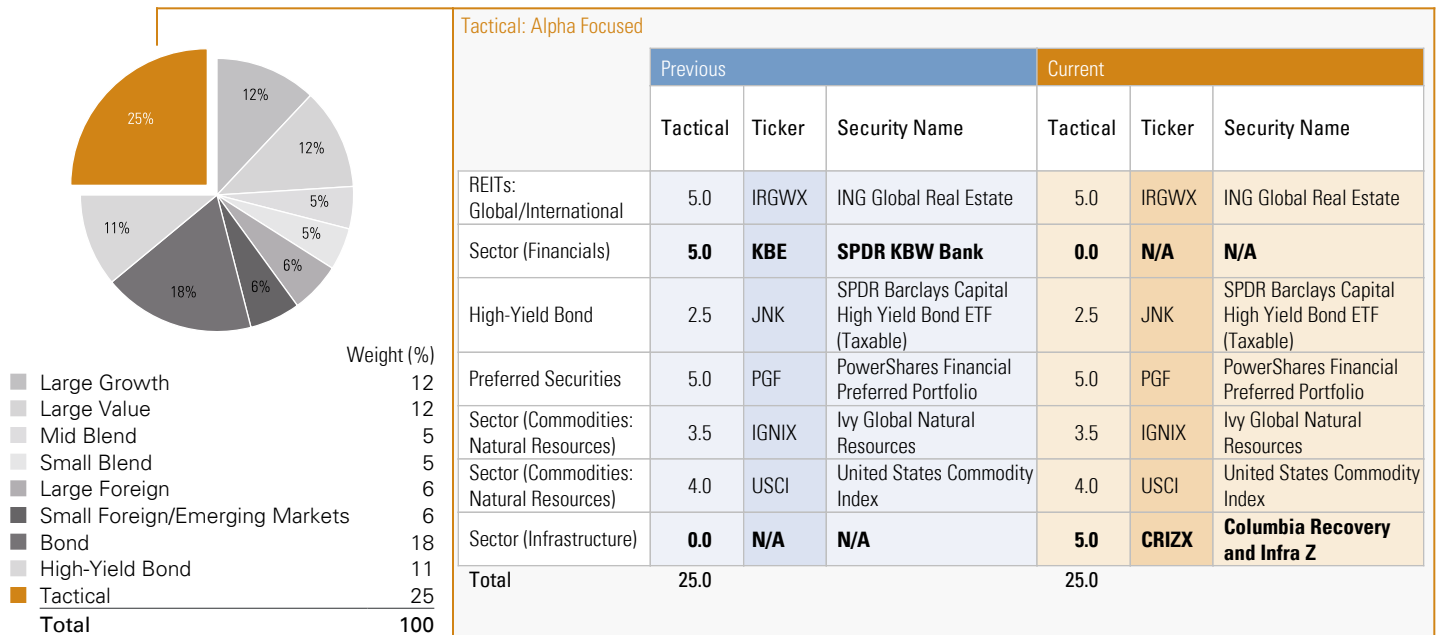 Tactical: Alpha Focused
25%
12%
12%
5%
5%
6%
6%
18%
11%
Weight (%)
Large Growth 12
Large Value 12
Mid Blend 5
Small Blend 5
Large Foreign 6
Small Foreign/Emerging Markets 6
Bond 18
High-Yield Bond 11
Tactical 25
Total 100
Previous Current
Tactical Ticker Security Name Tactical Ticker Security Name
REITs:
Global/International 5.0 IRGWX ING Global Real Estate 5.0 IRGWX ING Global Real Estate
Sector (Financials) 5.0 KBE SPDR KBW Bank 0.0 N/A N/A
High-Yield Bond 2.5 JNK SPDR Barclays Capital
High Yield Bond ETF
(Taxable)
2.5 JNK SPDR Barclays Capital
High Yield Bond ETF
(Taxable)
Preferred Securities 5.0 PGF PowerShares Financial
Preferred Portfolio
5.0 PGF PowerShares Financial
Preferred Portfolio
Sector (Commodities:
Natural Resources) 3.5 IGNIX Ivy Global Natural
Resources
3.5 IGNIX Ivy Global Natural
Resources
Sector (Commodities:
Natural Resources) 4.0 USCI United States Commodity
Index
4.0 USCI United States Commodity
Index
Sector (Infrastructure) 0.0 N/A N/A 5.0 CRIZX Columbia Recovery
and Infra Z
Total 25.0 25.0